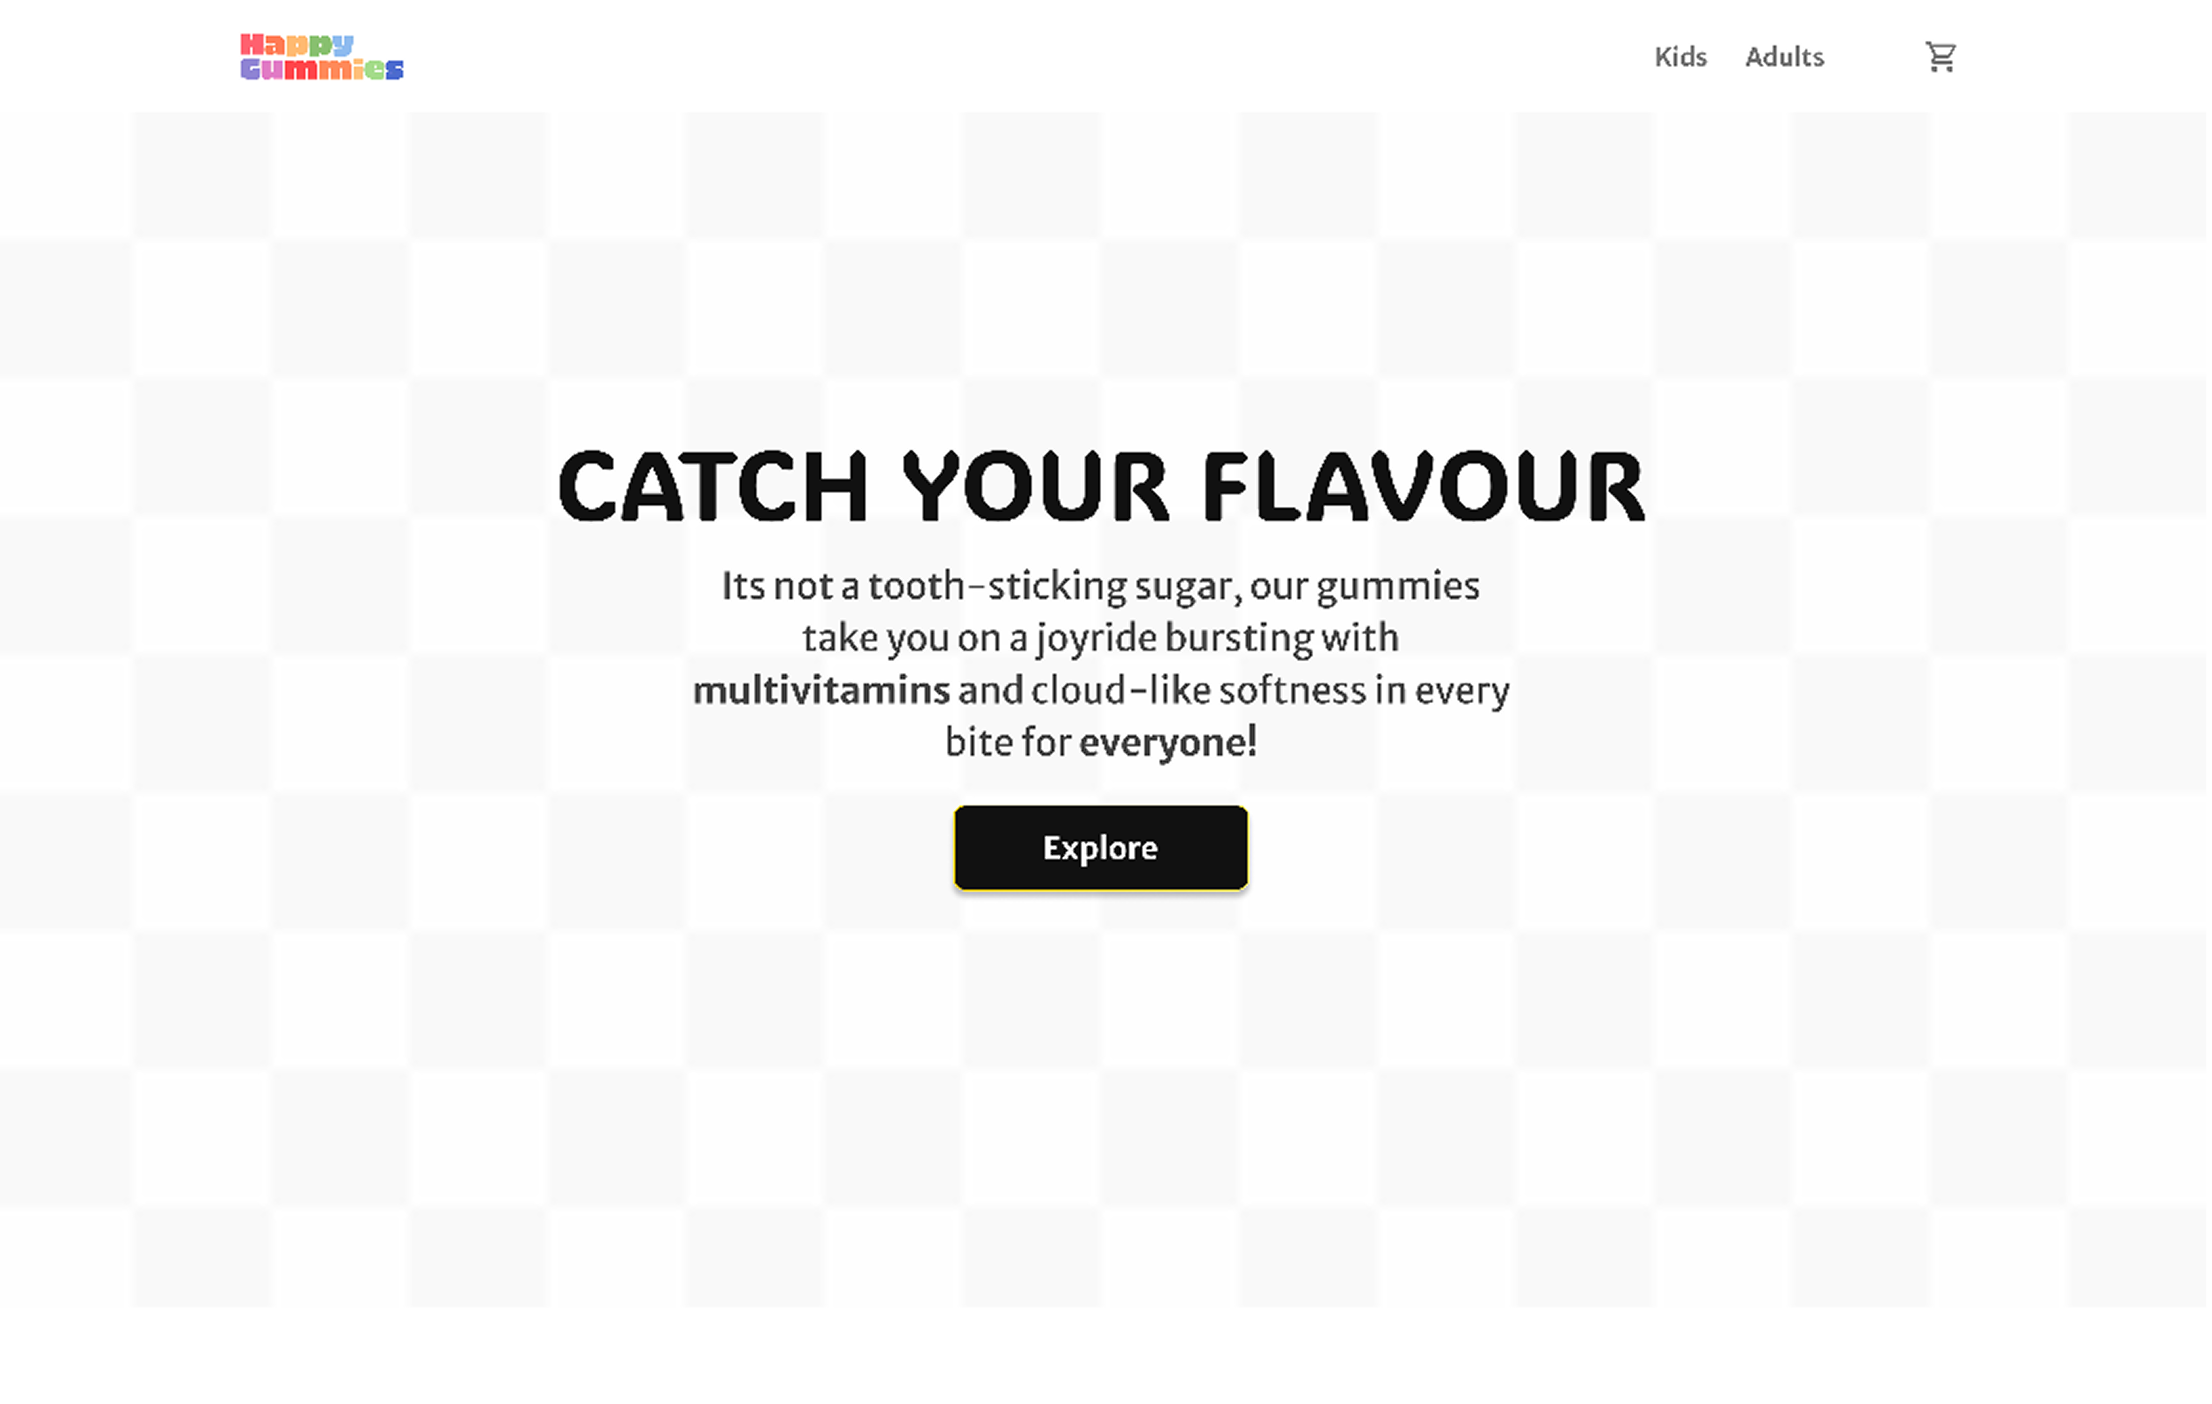 Happy
Gummies
Kids Adults
CATCH YOUR FLAVOUR
Its not a tooth-sticking sugar, our gummies
take you on a joyride bursting with
multivitamins and cloud-like softness in every
bite for everyone!
Explore